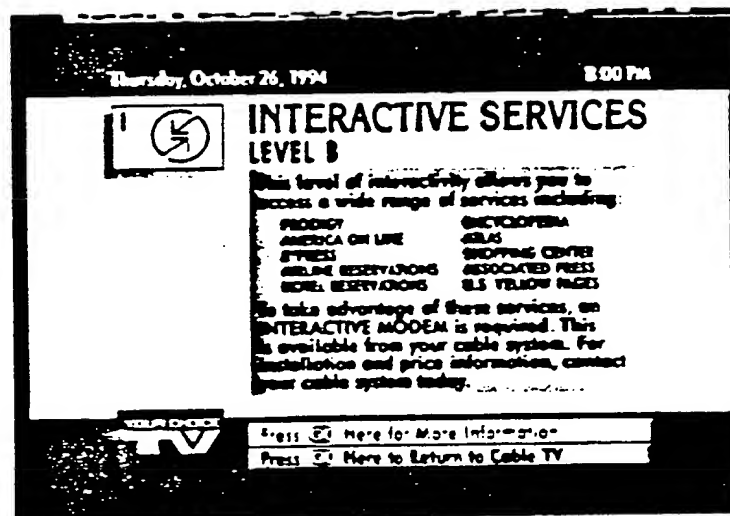 Thursday, October 26, 1994 8:00 PM
INTERACTIVE SERVICES
LEVEL B
This level of interactivity allows you to
access a wide range of services including:
PRODIGY ENCYCLOPEDIA
AMERICA ON LINE ATLAS
X*PRESS SHOPPING CENTER
AIRLINE RESERVATIONS ASSOCIATED PRESS
HOTEL RESERVATIONS U.S YELLOW PAGES
To take advantage of these services, an
INTERACTIVE MODEM is required. This
is available from your cable system. For
installation and price information, contact
your cable system today.
TV
Press Here for More Information
Press Here to Return to Cable TV